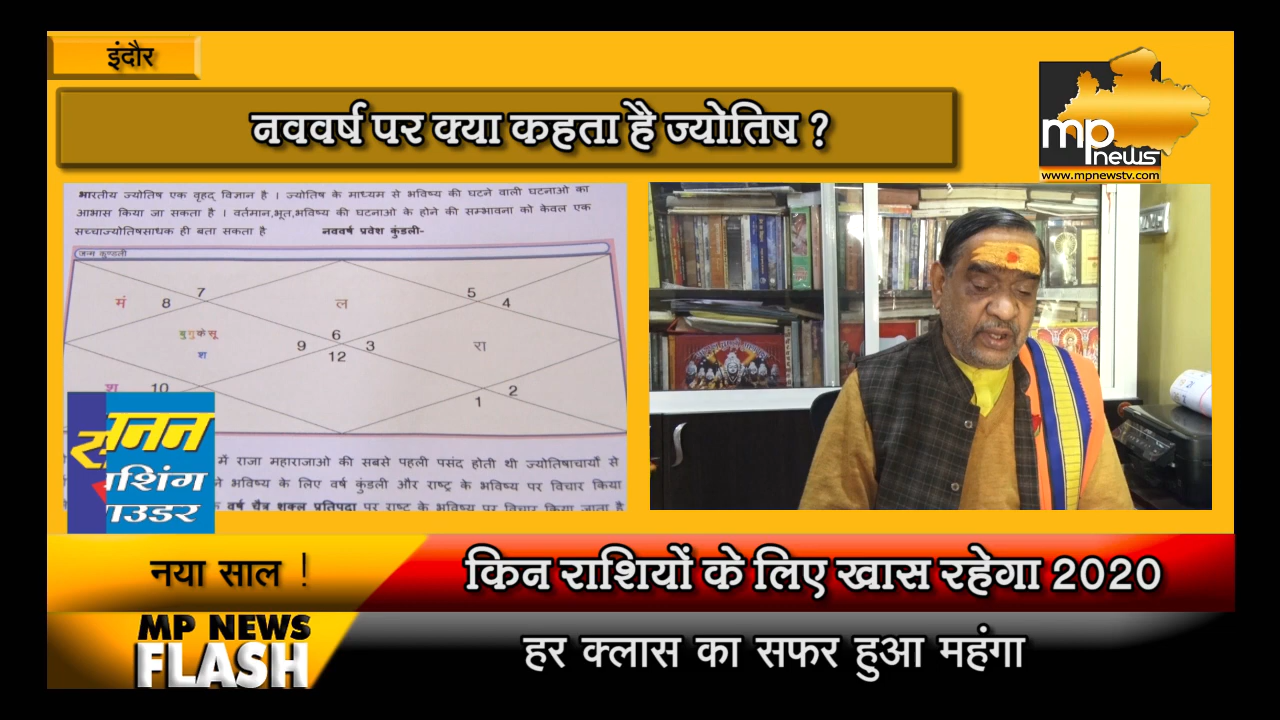 इंदौर
नववर्ष पर क्या कहता है ज्योतिष ?
mp
news
www.mpnewstv.com
भारतीय ज्योतिष एक वृहद् विज्ञान है । ज्योतिष के माध्यम से भविष्य की घटने वाली घटनाओ का
आभास किया जा सकता है । वर्तमान,भूत,भविष्य की घटनाओ के होने की सम्भावना को केवल एक
सच्चाज्योतिषसाधक ही बता सकता है नववर्ष प्रवेश कुंडली-
जन्म कुण्डली
7
5
मं 8
ल
4
बुगुकेसू
6
श
9
3
रा
12
श 10
2
1
में राजा महाराजाओ की सबसे पहली पसंद होती थी ज्योतिषाचार्यो से
ने भविष्य के लिए वर्ष कुंडली और राष्ट्र के भविष्य पर विचार किया
वर्ष चैत्र शुक्ल प्रतिपदा पर राष्ट्र के भविष्य पर विचार किया जाता है
नया साल !
किन राशियों के लिए खास रहेगा 2020
MP NEWS
FLASH
हर क्लास का सफर हुआ महंगा